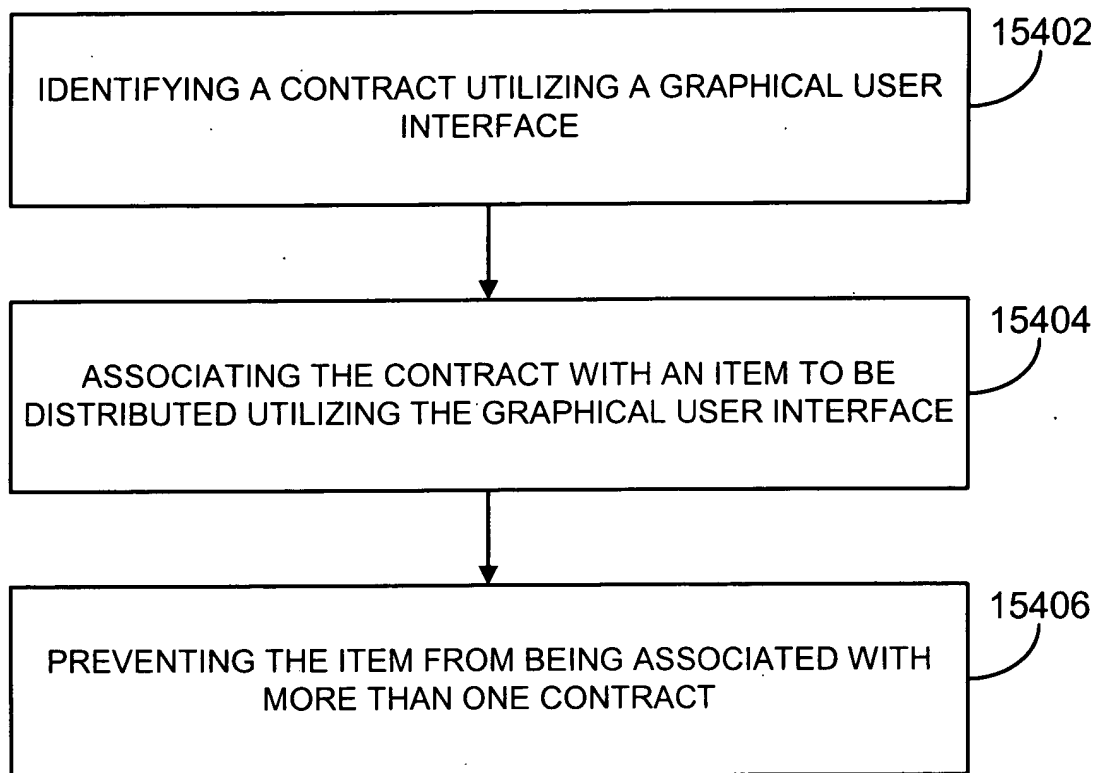 15402
IDENTIFYING A CONTRACT UTILIZING A GRAPHICAL USER
INTERFACE
15404
ASSOCIATING THE CONTRACT WITH AN ITEM TO BE
DISTRIBUTED UTILIZING THE GRAPHICAL USER INTERFACE
15406
PREVENTING THE ITEM FROM BEING ASSOCIATED WITH
MORE THAN ONE CONTRACT